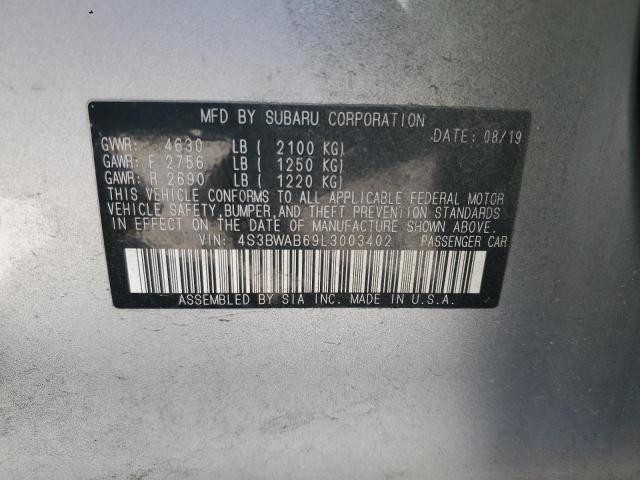 MFD BY SUBARU CORPORATION
DATE: 08/19
GVWR: 4630 LB ( 2100 KG)
GAWR: F 2756 LB ( 1250 KG)
GAWR: R 2690 LB ( 1220 KG)
THIS VEHICLE CONFORMS TO ALL APPLICABLE FEDERAL MOTOR
VEHICLE SAFETY,BUMPER,AND THEFT PREVENTION STANDARDS
IN EFFECT ON THE DATE OF MANUFACTURE SHOWN ABOVE.
VIN: 4S3BWAB69L3003402 PASSENGER CAR
ASSEMBLED BY SIA INC. MADE IN U.S.A.